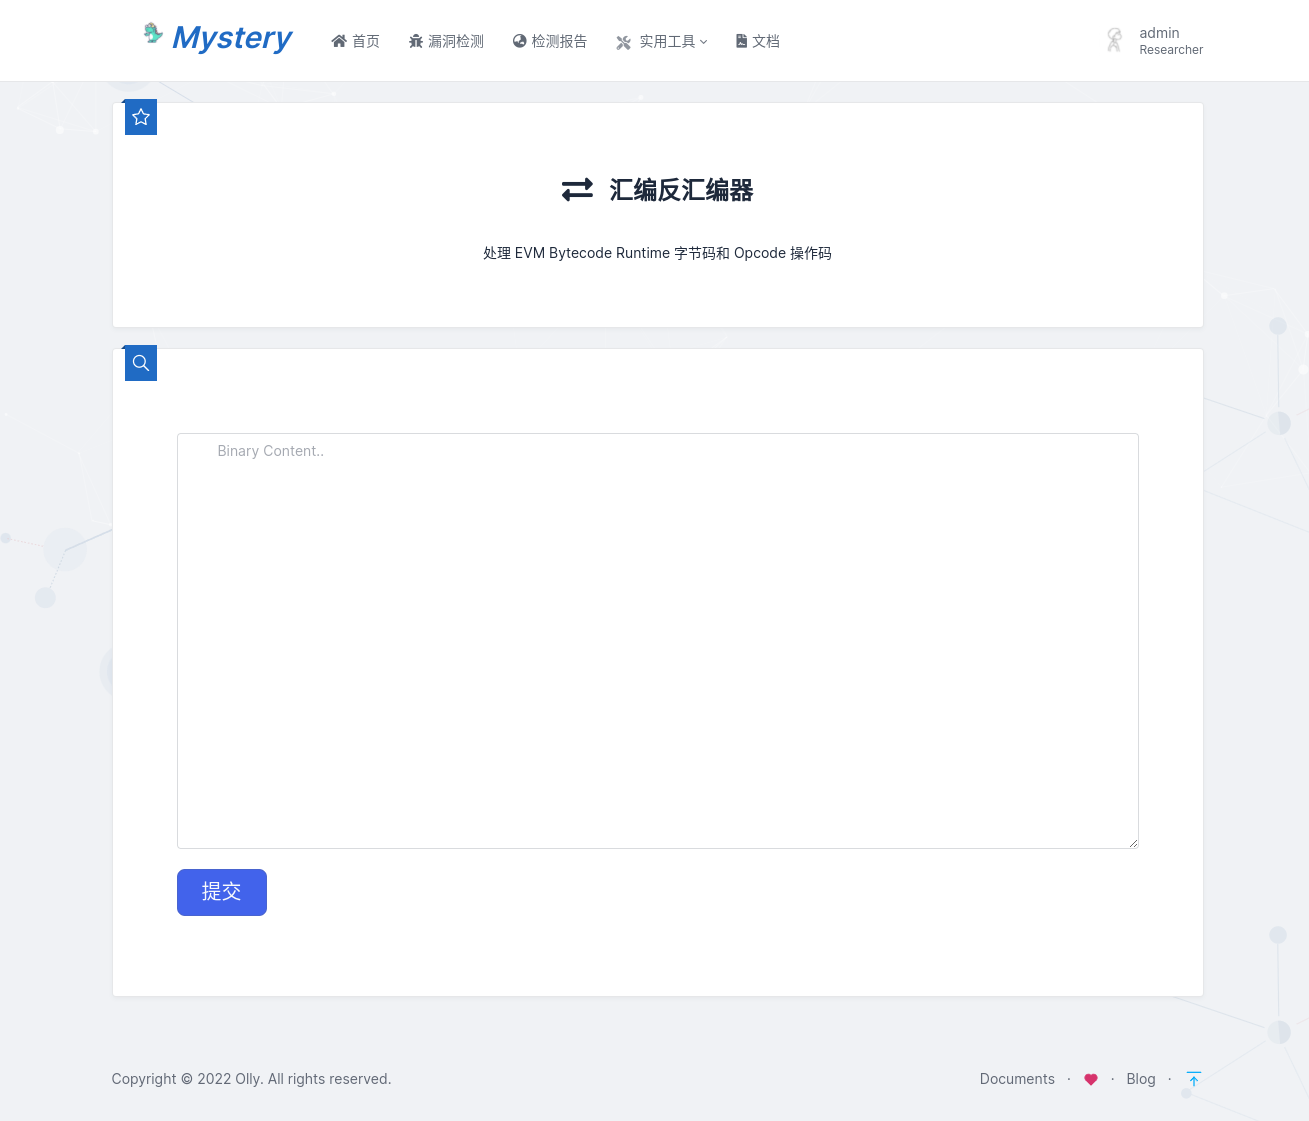 Mystery
首页
漏洞检测
检测报告
实用工具
文档
admin
Researcher
汇编反汇编器
处理 EVM Bytecode Runtime 字节码和 Opcode 操作码
Binary Content..
提交
Copyright © 2022 Olly. All rights reserved.
Documents · · Blog ·